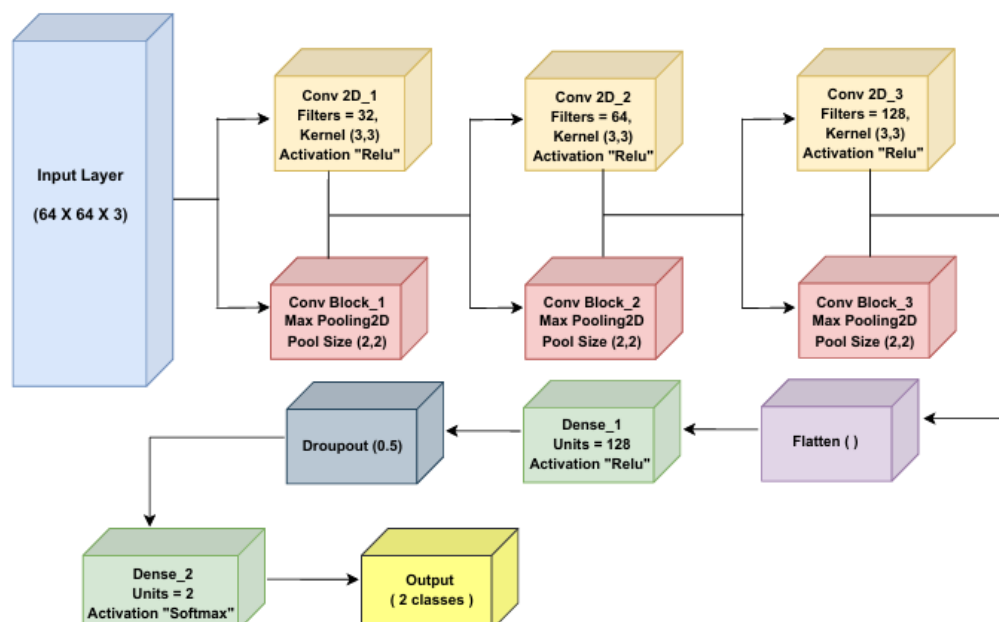 Input Layer
(64 X 64 X 3)
Conv 2D_1
Filters = 32,
Kernel (3,3)
Activation "Relu"
Conv Block_1
Max Pooling2D
Pool Size (2,2)
Conv 2D_2
Filters = 64,
Kernel (3,3)
Activation "Relu"
Conv Block_2
Max Pooling2D
Pool Size (2,2)
Conv 2D_3
Filters = 128,
Kernel (3,3)
Activation "Relu"
Conv Block_3
Max Pooling2D
Pool Size (2,2)
Flatten ( )
Dense_1
Units = 128
Activation "Relu"
Droupout (0.5)
Dense_2
Units = 2
Activation "Softmax"
Output
( 2 classes )